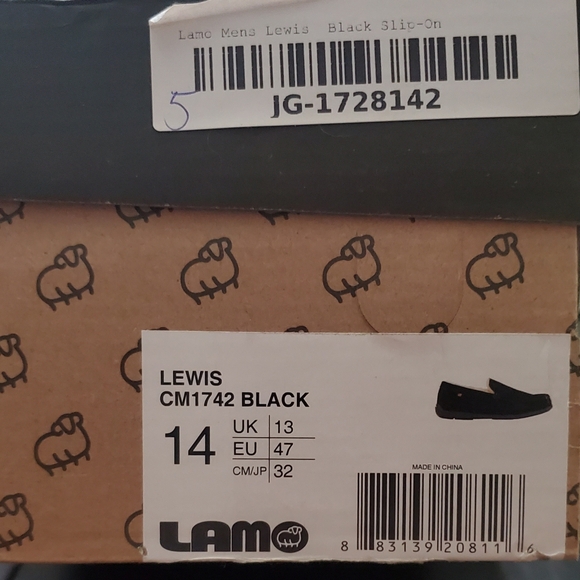 Lamo Mens Lewis Black Slip-On
5
JG-1728142
LEWIS
CM1742 BLACK
14
UK 13
EU 47
CM/JP 32
MADE IN CHINA
LAMO
8 83139 20811 6